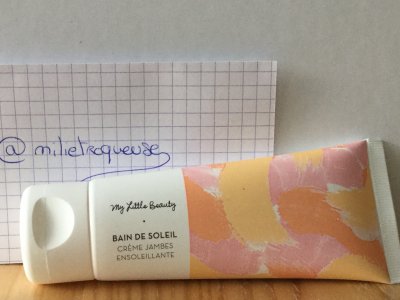 @ milietroqueuse
My Little Beauty
BAIN DE SOLEIL
CRÈME JAMBES
ENSOLEILLANTE